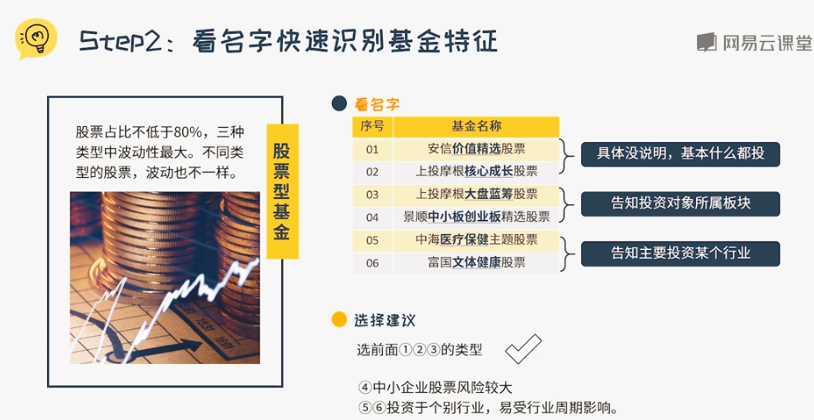 Step2：看名字快速识别基金特征
网易云课堂
股票占比不低于80%，三种
类型中波动性最大。不同类
型的股票，波动也不一样。
股票型基金
看名字
序号 基金名称
01 安信价值精选股票
02 上投摩根核心成长股票
03 上投摩根大盘蓝筹股票
04 景顺中小板创业板精选股票
05 中海医疗保健主题股票
06 富国文体健康股票
具体没说明，基本什么都投
告知投资对象所属板块
告知主要投资某个行业
选择建议
选前面①②③的类型
④中小企业股票风险较大
⑤⑥投资于个别行业，易受行业周期影响。